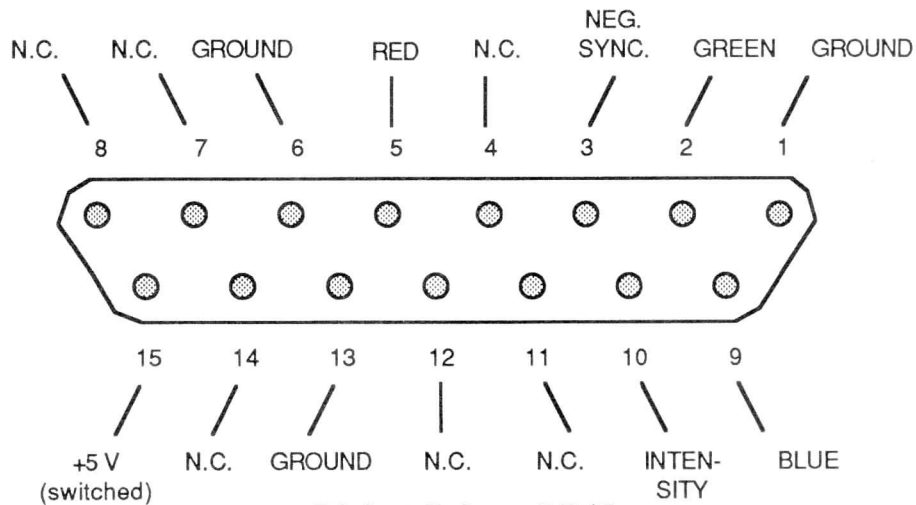 N.C. N.C. GROUND RED N.C. NEG. SYNC. GREEN GROUND
8 7 6 5 4 3 2 1
15 14 13 12 11 10 9
+5 V (switched) N.C. GROUND N.C. N.C. INTEN-SITY BLUE